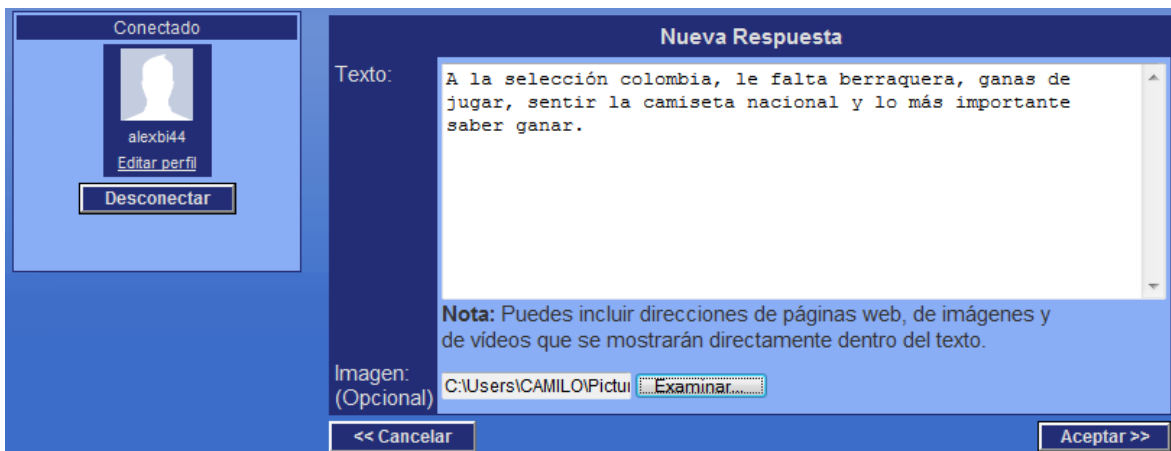 Conectado
alexbi44
Editar perfil
Desconectar
Nueva Respuesta
Texto:
A la selección colombia, le falta berraquera, ganas de
jugar, sentir la camiseta nacional y lo más importante
saber ganar.
Nota: Puedes incluir direcciones de páginas web, de imágenes y
de vídeos que se mostrarán directamente dentro del texto.
Imagen:
(Opcional)
C:\Users\CAMILO\Pictu
Examinar...
<< Cancelar
Aceptar >>